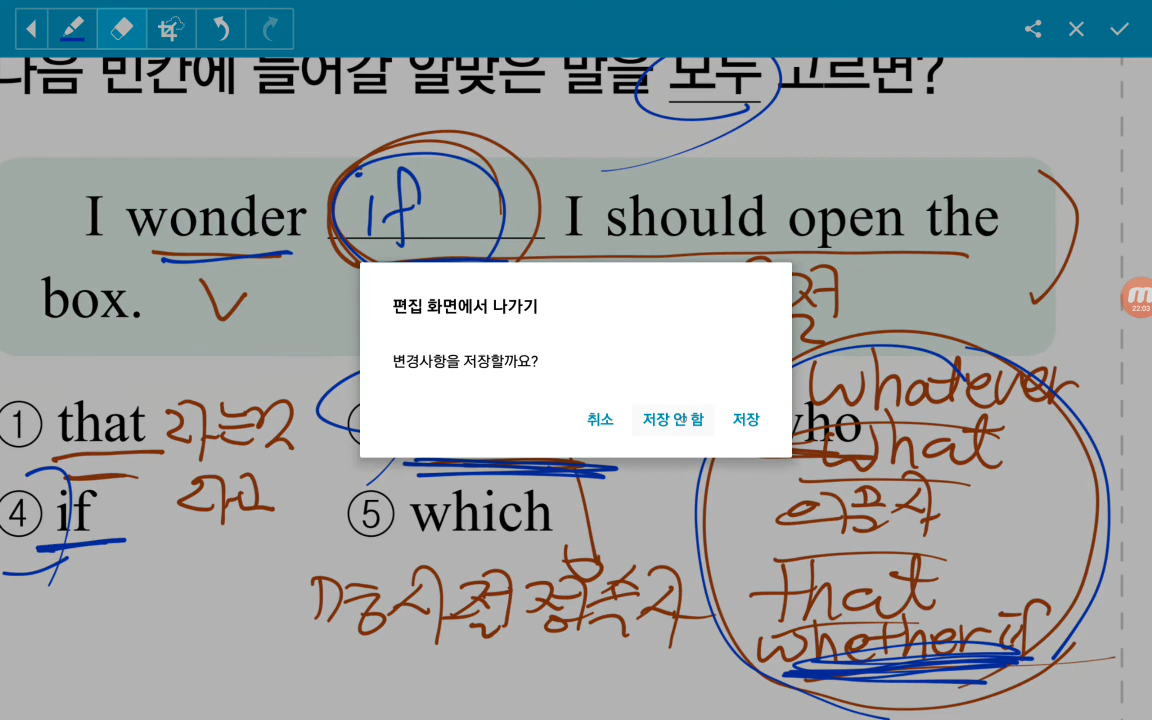 다음 빈칸에 들어갈 알맞은 말을 모두 고르면?
I wonder if I should open the
box. V 절
편집 화면에서 나가기
변경사항을 저장할까요?
취소 저장 안 함 저장
22:03
whatever
① that 라는 who
what
④ if 라고 ⑤ which
의문사
that
명사절 접속사
whether if